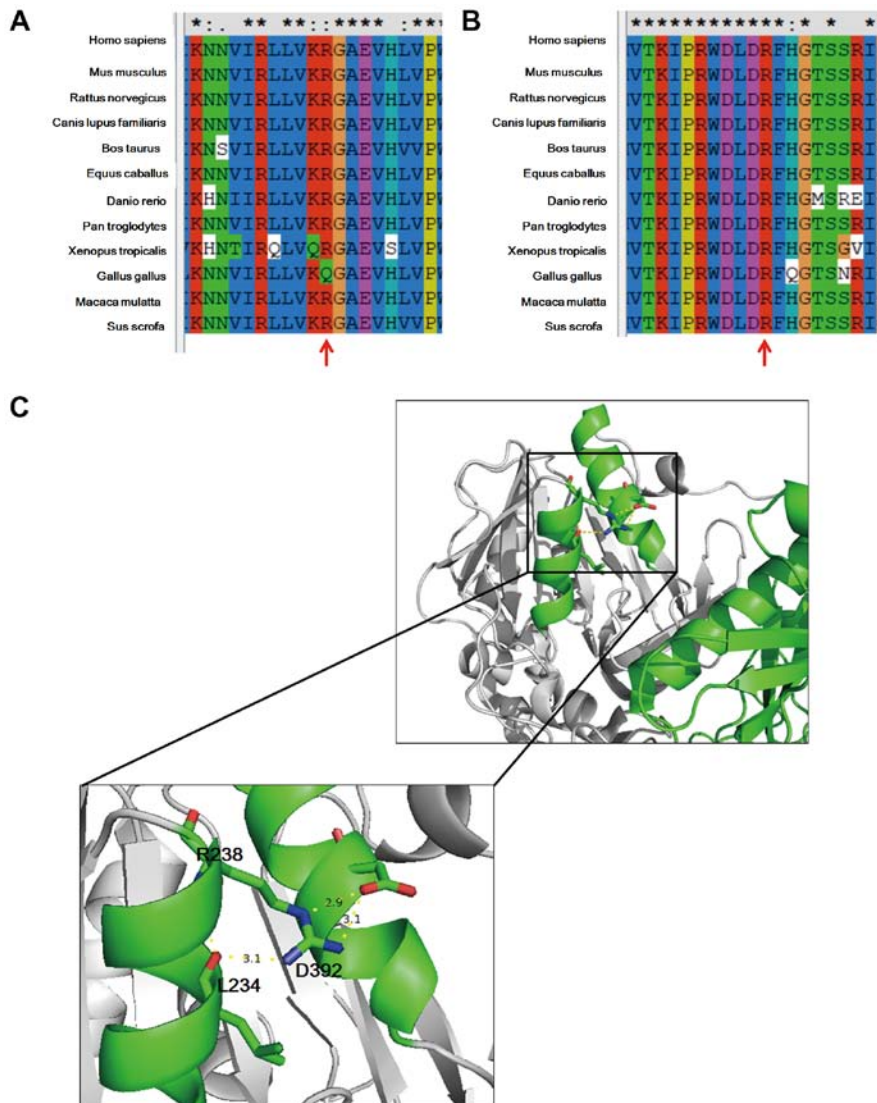 A
* : . * * : : * * * * : * *
Homo sapiens KNNVIRLLVKRGAEVHLVPW
Mus musculus KNNVIRLLVKRGAEVHLVPW
Rattus norvegicus KNNVIRLLVKRGAEVHLVPW
Canis lupus familiaris KNNVIRLLVKRGAEVHLVPW
Bos taurus KNSVIRLLVKRGAEVHLVPW
Equus caballus KNNVIRLLVKRGAEVHLVPW
Danio rerio KHNIIRLLVKRGAEVHLVPW
Pan troglodytes KNNVIRLLVKRGAEVHLVPW
Xenopus tropicalis KHNTIRQLVQRGAEVSLVPW
Gallus gallus KNNVIRLLVKQGAEVHLVPW
Macaca mulatta KNNVIRLLVKRGAEVHLVPW
Sus scrofa KNNVIRLLVKRGAEVHVVPW
B
* * * * * * * * * * * * * : * * *
Homo sapiens VTKIPRWDLDRFHGTSSRI
Mus musculus VTKIPRWDLDRFHGTSSRI
Rattus norvegicus VTKIPRWDLDRFHGTSSRI
Canis lupus familiaris VTKIPRWDLDRFHGTSSRI
Bos taurus VTKIPRWDLDRFHGTSSRI
Equus caballus VTKIPRWDLDRFHGTSSRI
Danio rerio VTKIPRWDLDRFHGMSREI
Pan troglodytes VTKIPRWDLDRFHGTSSRI
Xenopus tropicalis VTKIPRWDLDRFHGTSGVI
Gallus gallus VTKIPRWDLDRFQGTSNRI
Macaca mulatta VTKIPRWDLDRFHGTSSRI
Sus scrofa VTKIPRWDLDRFHGTSSRI
C
R238
2.9
3.1
3.1
D392
L234